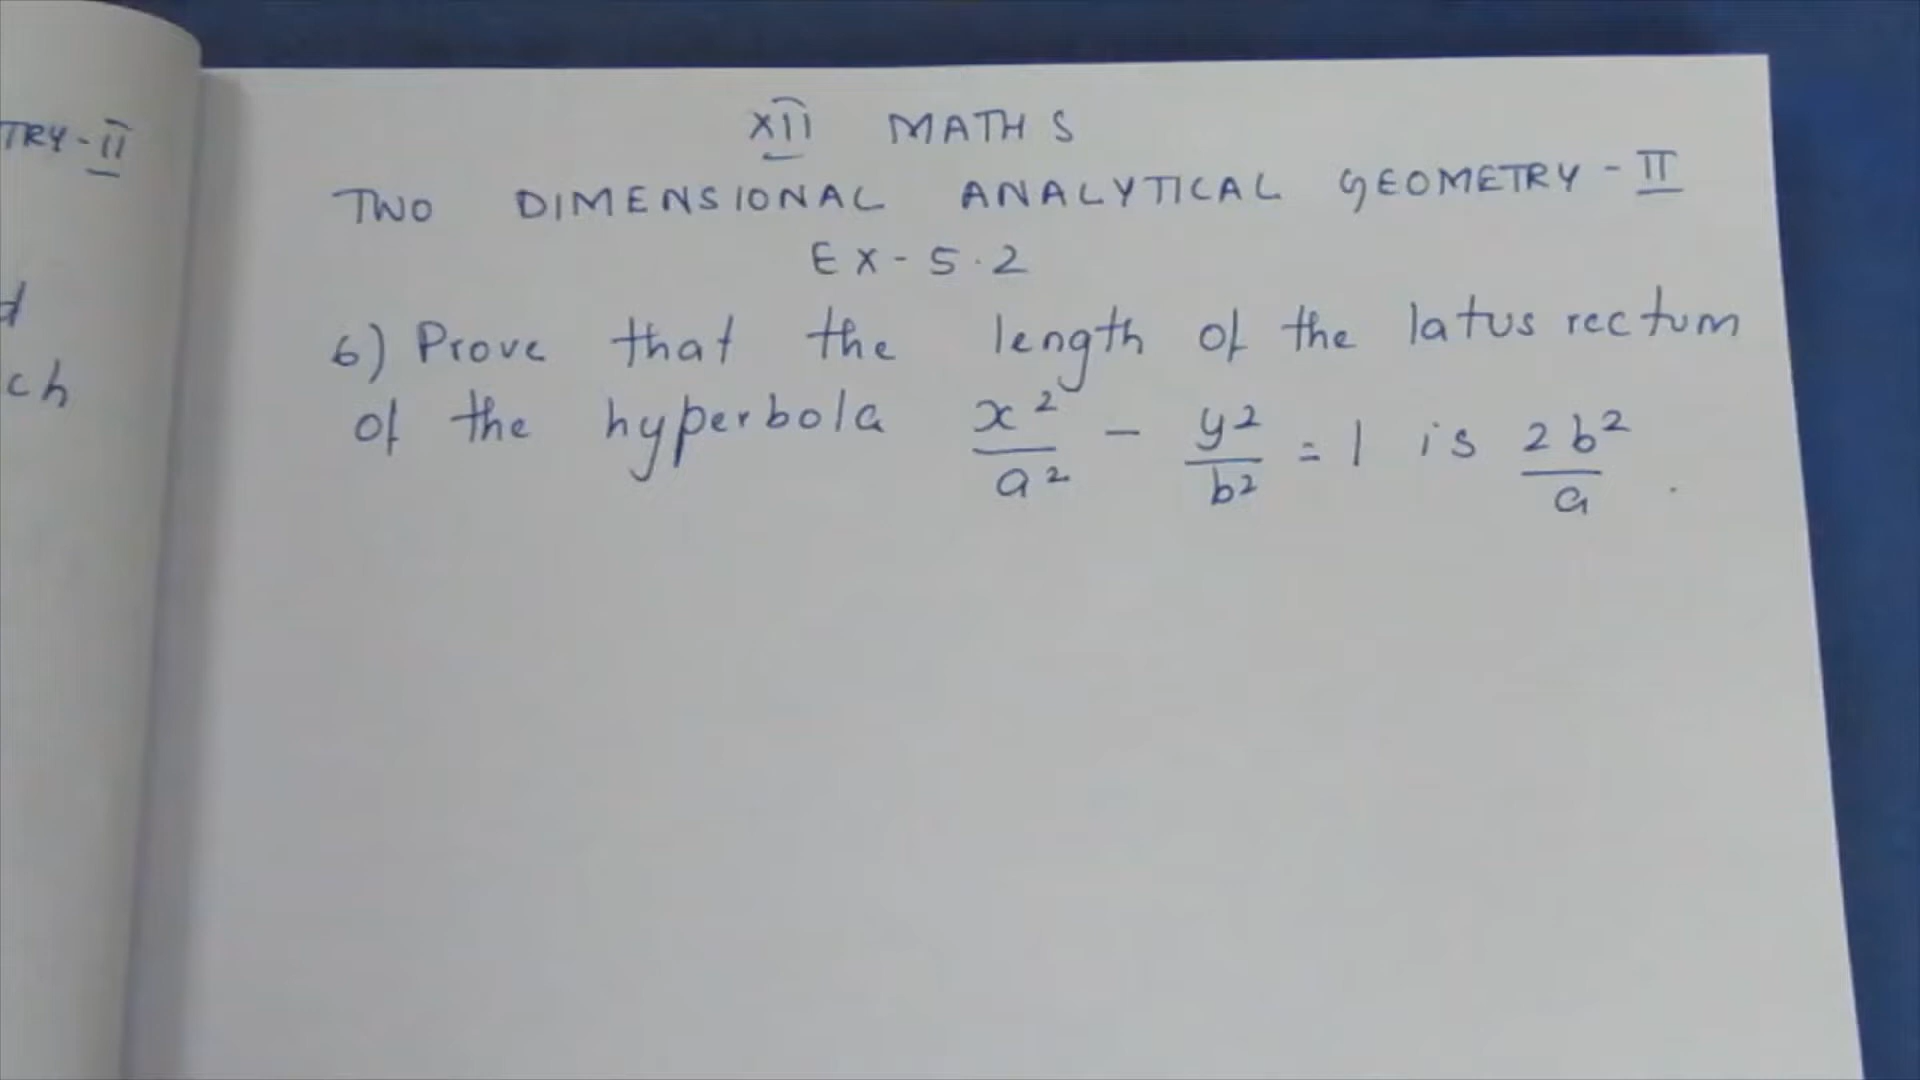 TRY-II
d
ch
XII MATHS
TWO DIMENSIONAL ANALYTICAL GEOMETRY-II
EX-5.2
6) Prove that the length of the latus rectum
of the hyperbola x²/a² - y²/b² = 1 is 2b²/a.